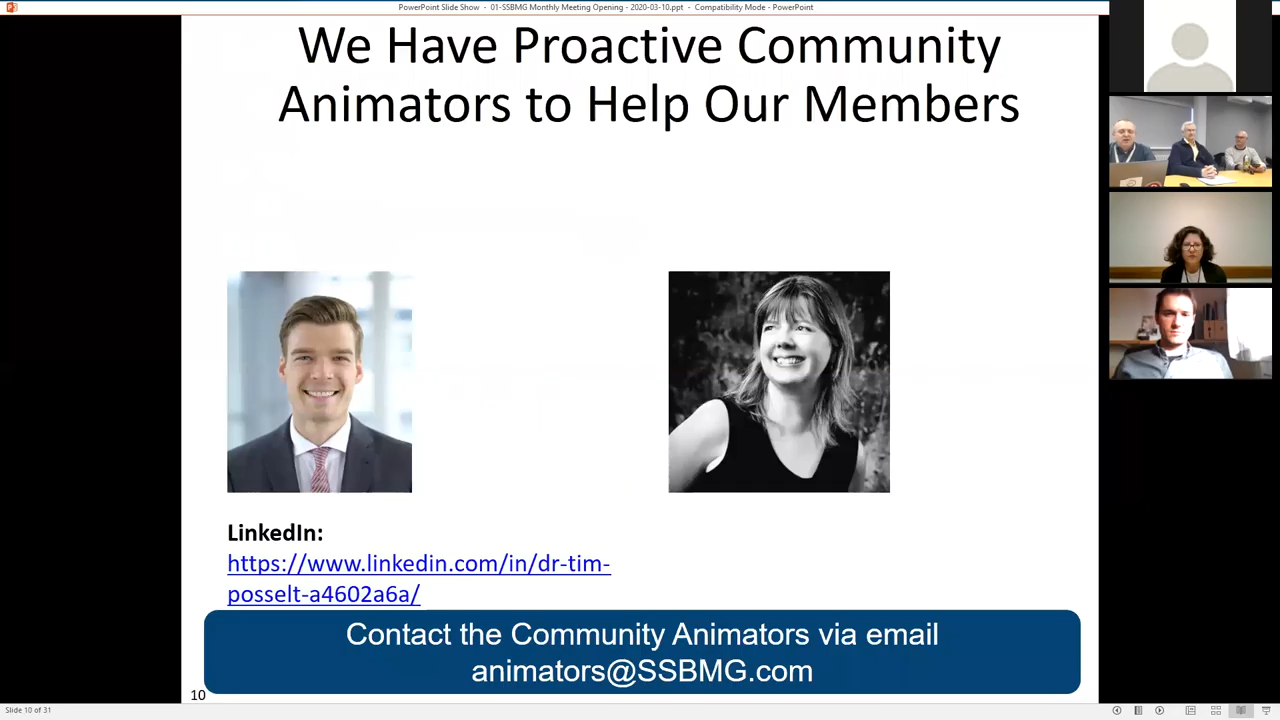 PowerPoint Slide Show - 01-SSBMG Monthly Meeting Opening - 2020-03-10.ppt - Compatibility Mode - PowerPoint
We Have Proactive Community
Animators to Help Our Members
LinkedIn:
https://www.linkedin.com/in/dr-tim-
posselt-a4602a6a/
Contact the Community Animators via email
animators@SSBMG.com
10
Slide 10 of 31